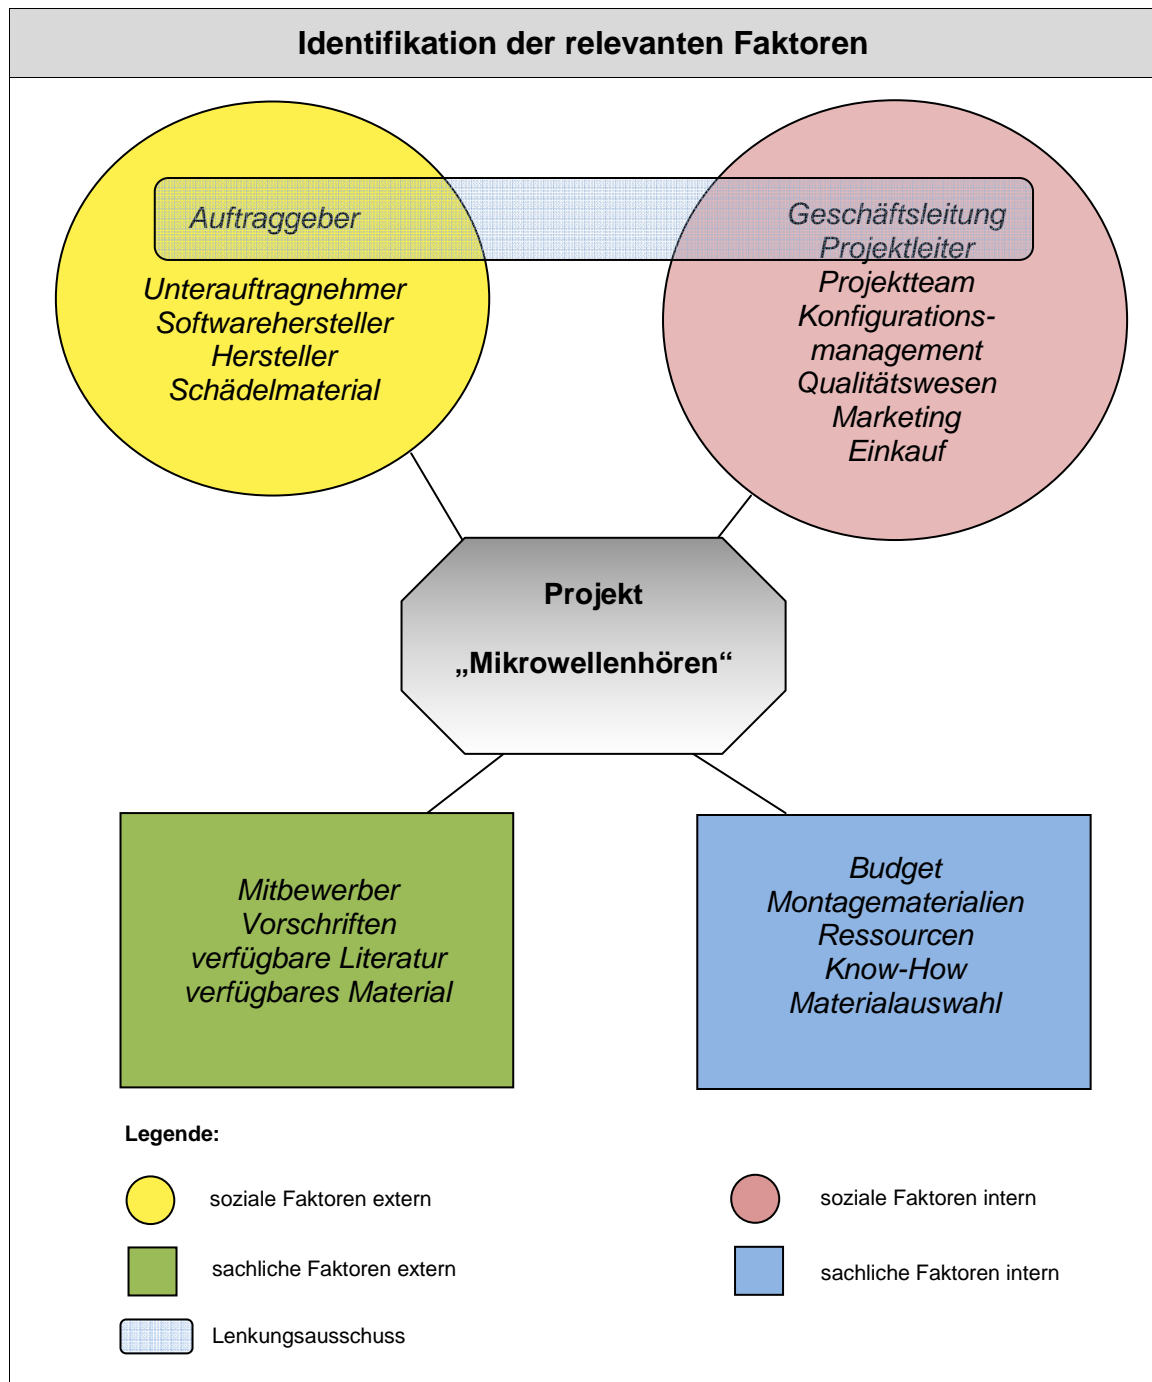 Identifikation der relevanten Faktoren
Auftraggeber
Unterauftragnehmer
Softwarehersteller
Hersteller
Schädelmaterial
Geschäftsleitung
Projektleiter
Projektteam
Konfigurations-
management
Qualitätswesen
Marketing
Einkauf
Projekt
„Mikrowellenhören“
Mitbewerber
Vorschriften
verfügbare Literatur
verfügbares Material
Budget
Montagematerialien
Ressourcen
Know-How
Materialauswahl
Legende:
soziale Faktoren extern
soziale Faktoren intern
sachliche Faktoren extern
sachliche Faktoren intern
Lenkungsausschuss